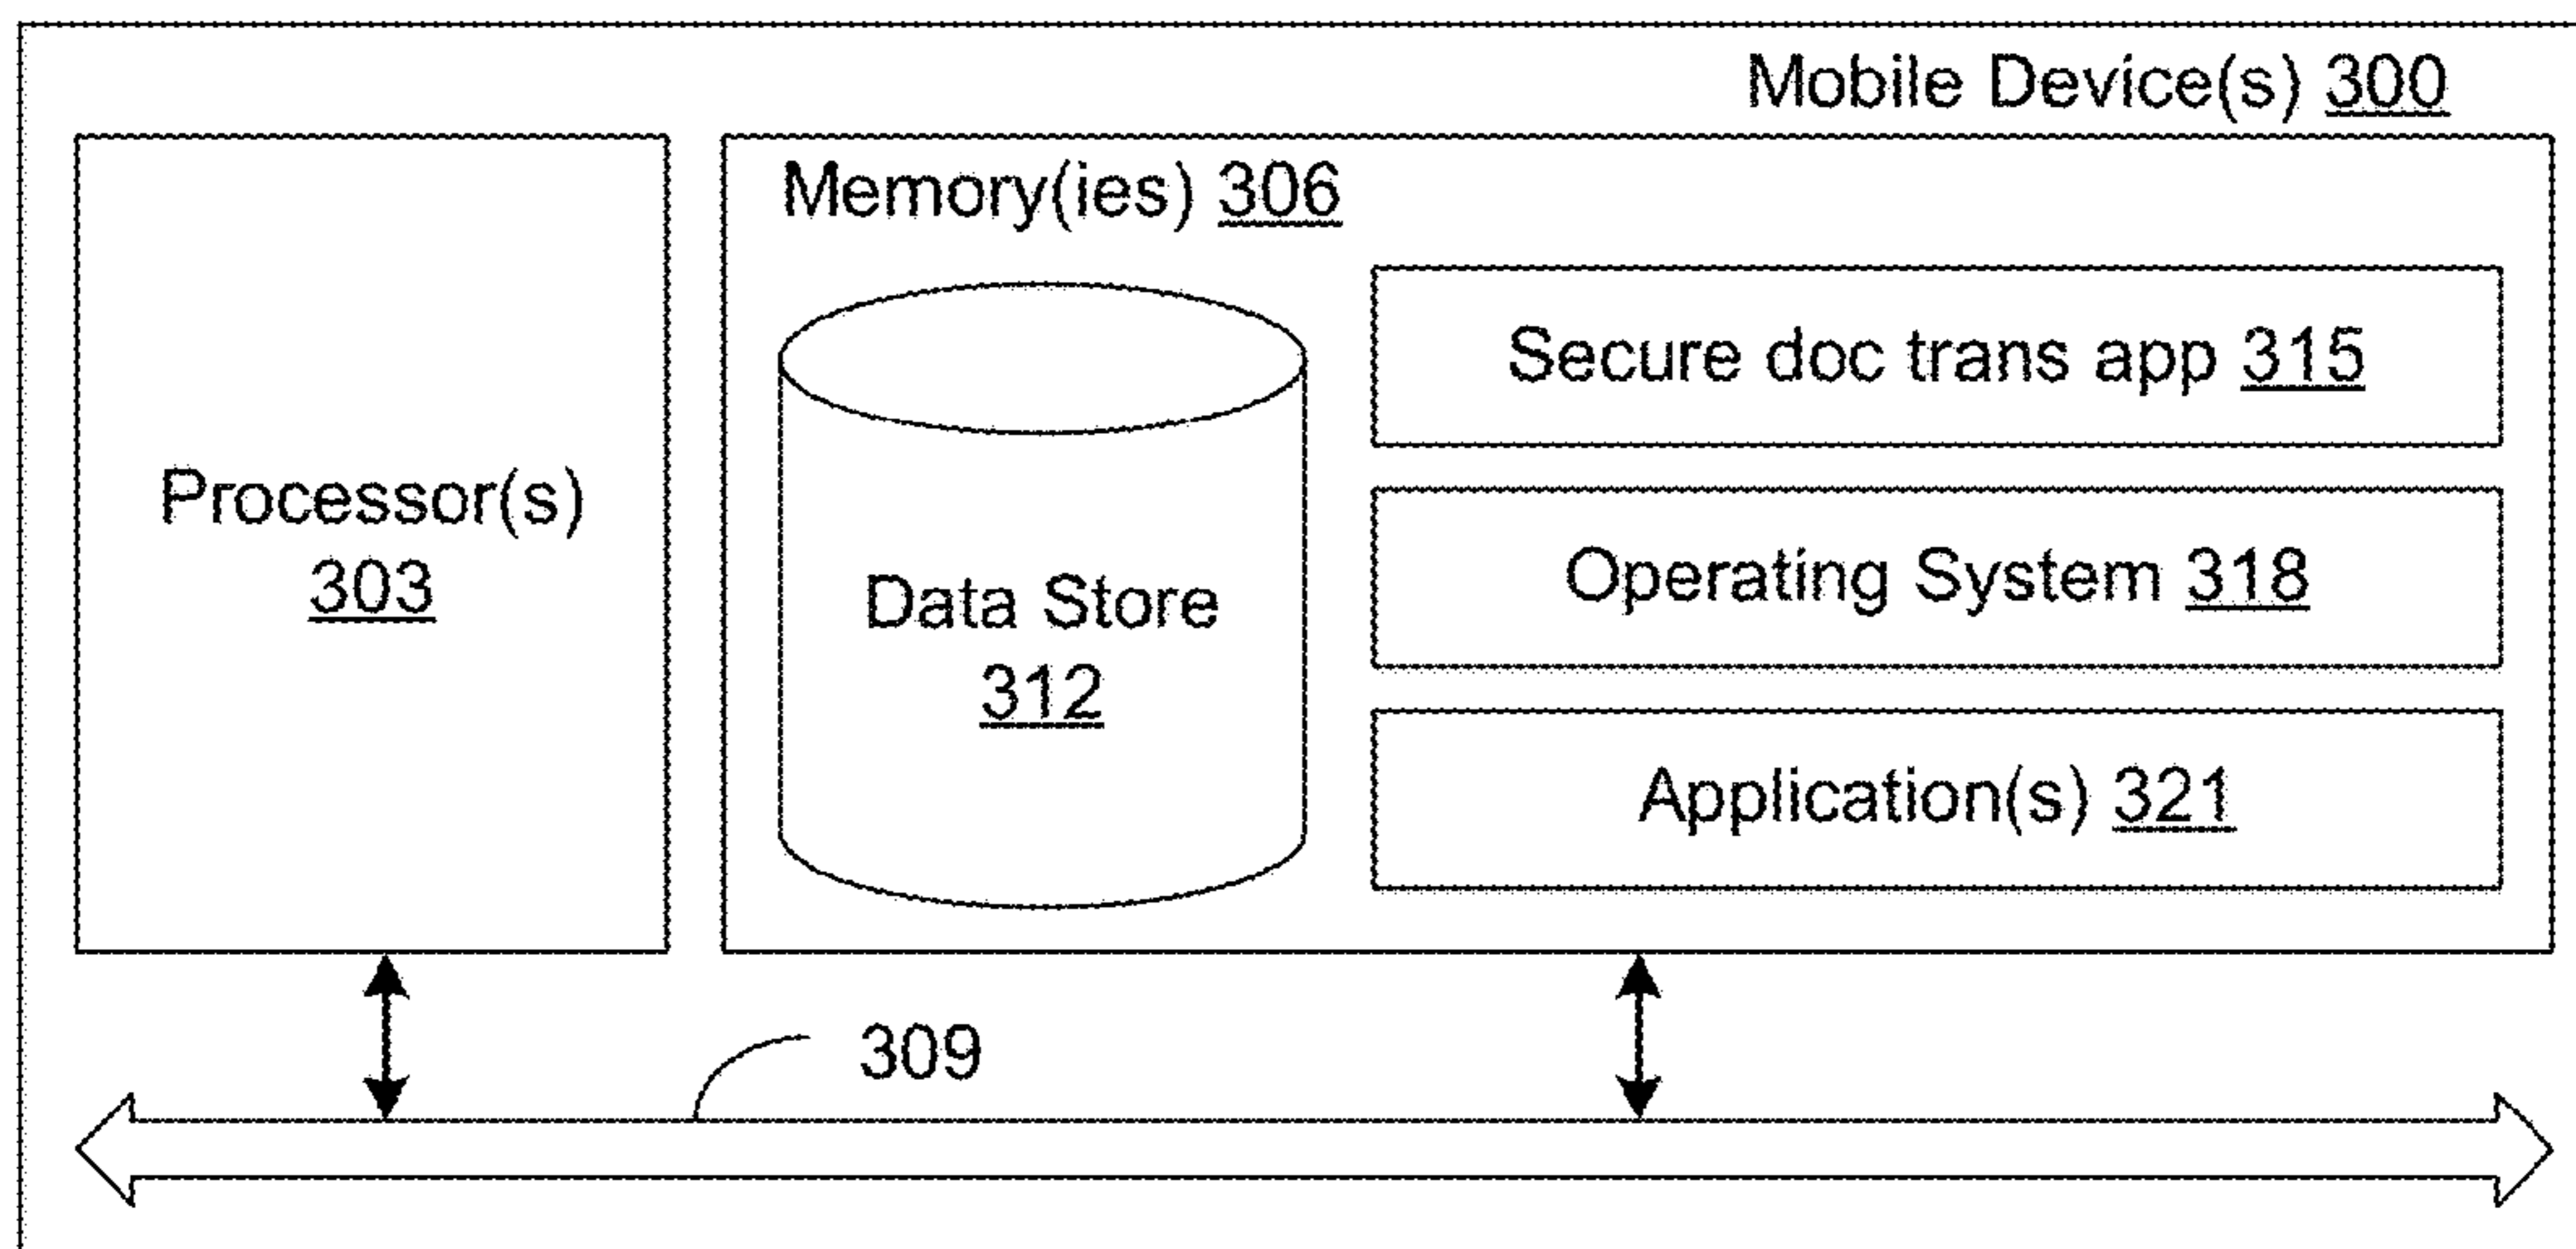 Mobile Device(s) 300
Memory(ies) 306
Processor(s)
303
Data Store
312
Secure doc trans app 315
Operating System 318
Application(s) 321
309